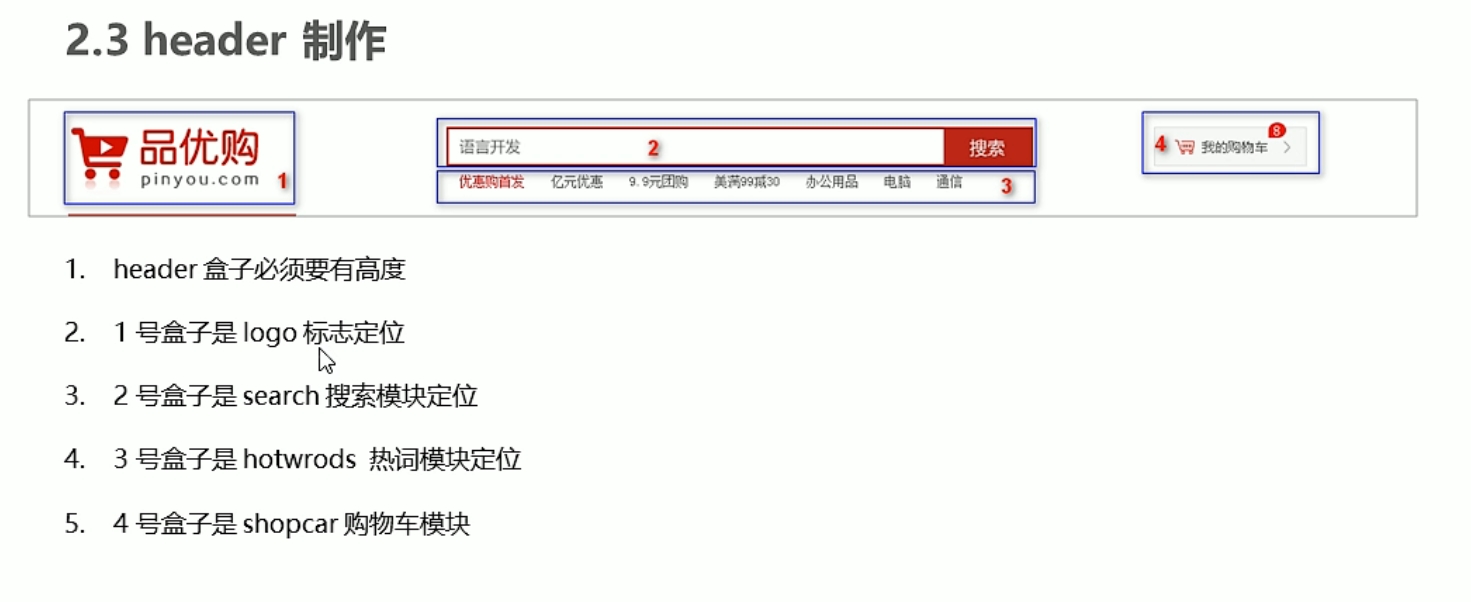 2.3 header 制作
品优购
pinyou.com
1
语言开发
2
搜索
优惠购首发 亿元优惠 9.9元团购 美满99减30 办公用品 电脑 通信
3
4
我的购物车
8
1. header 盒子必须要有高度
2. 1 号盒子是 logo 标志定位
3. 2 号盒子是 search 搜索模块定位
4. 3 号盒子是 hotwrods 热词模块定位
5. 4 号盒子是 shopcar 购物车模块